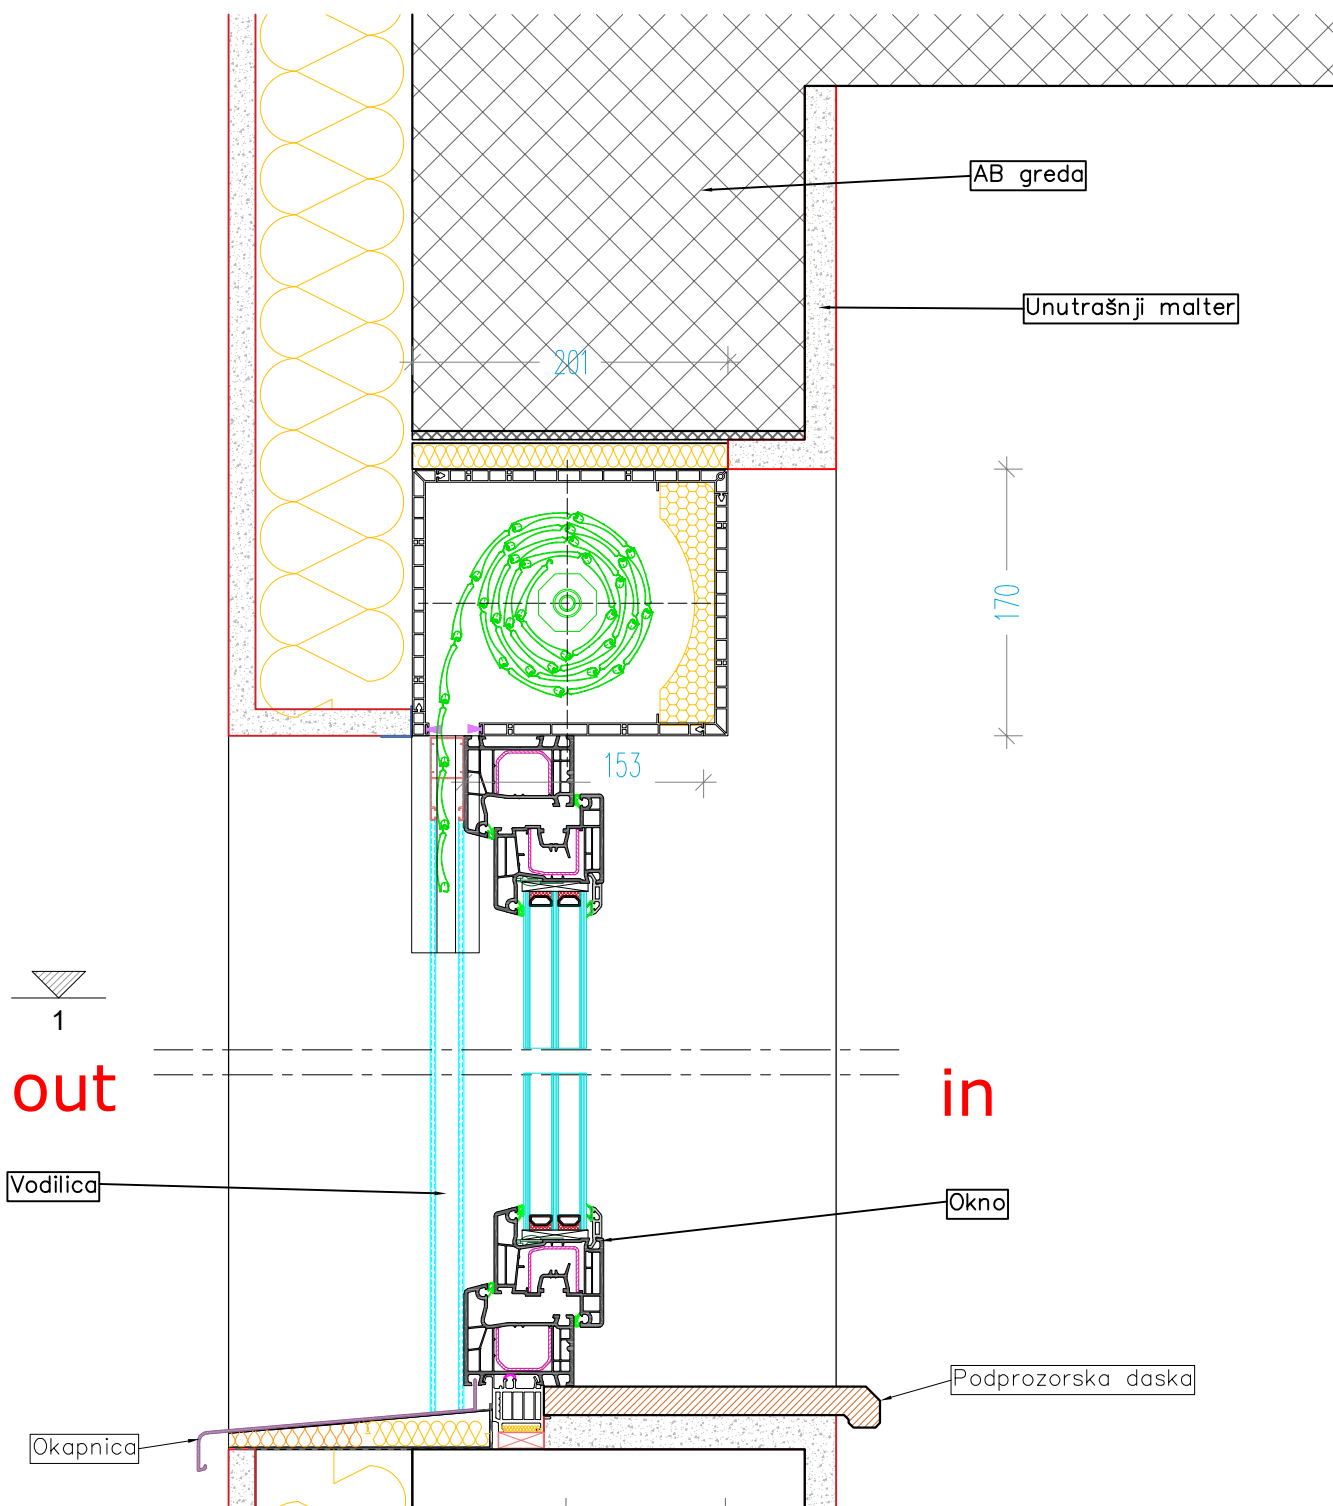 AB greda
Unutrašnji malter
201
170
153
1
out
in
Vodilica
Okno
Podprozorska daska
Okapnica